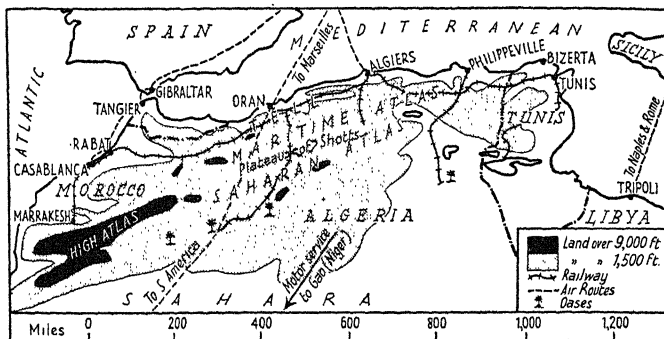 SPAIN
MEDITERRANEAN
SICILY
ATLANTIC
To Marseilles
ALGIERS
PHILIPPEVILLE
BIZERTA
GIBRALTAR
TANGIER
ORAN
TUNIS
TELL
MARITIME ATLAS
TUNIS
RABAT
Plateau of Shotts
CASABLANCA
SAHARAN ATLAS
To Naples & Rome
MOROCCO
TRIPOLI
MARRAKESH
ALGERIA
LIBYA
HIGH ATLAS
To S America
Motor service
to Gao (Niger)
SAHARA
Land over 9,000 ft.
" " 1,500 ft.
Railway
Air Routes
Oases
Miles 0 200 400 600 800 1,000 1,200